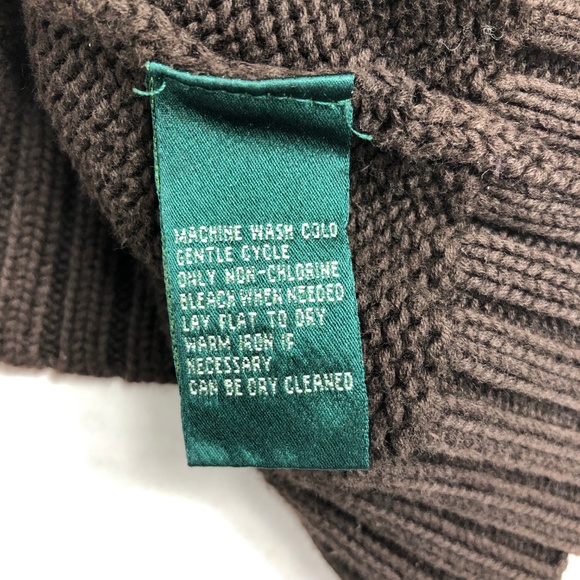 MACHINE WASH COLD
GENTLE CYCLE
ONLY NON-CHLORINE
BLEACH WHEN NEEDED
LAY FLAT TO DRY
WARM IRON IF
NECESSARY
CAN BE DRY CLEANED